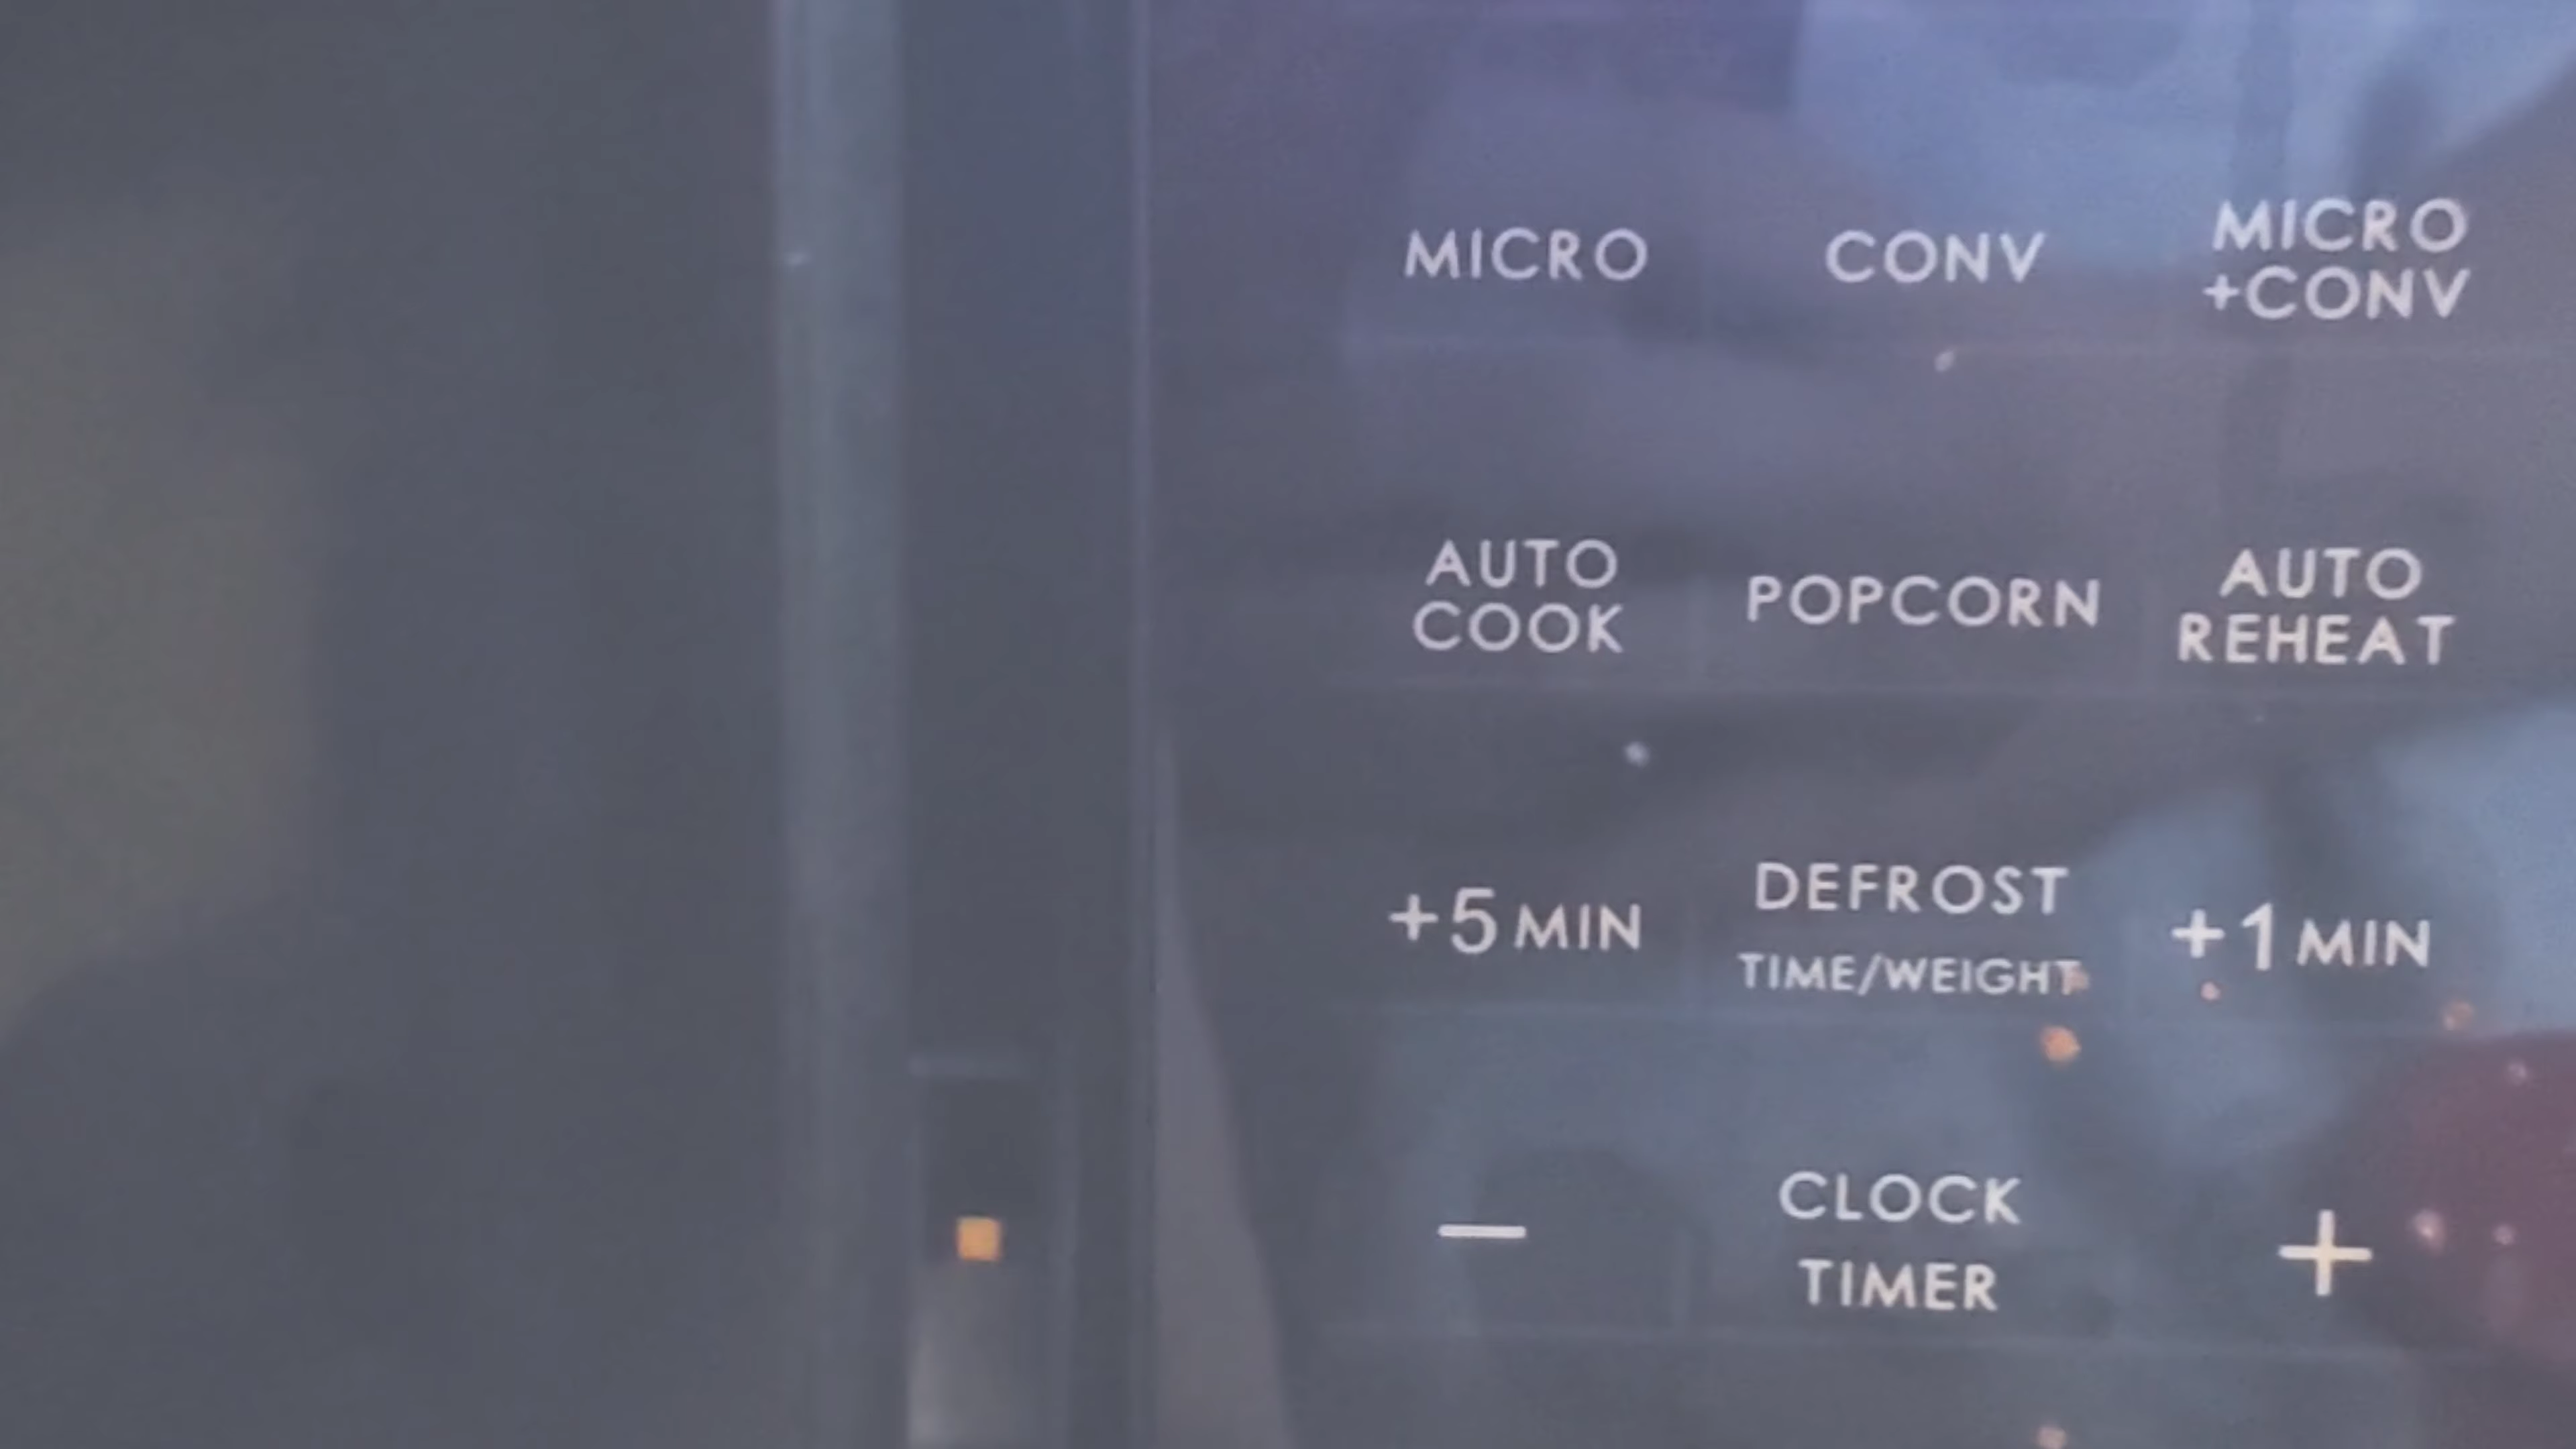 MICRO CONV MICRO
+CONV
AUTO
COOK
POPCORN
AUTO
REHEAT
+5 MIN
DEFROST
TIME/WEIGHT
+1 MIN
−
CLOCK
TIMER
+